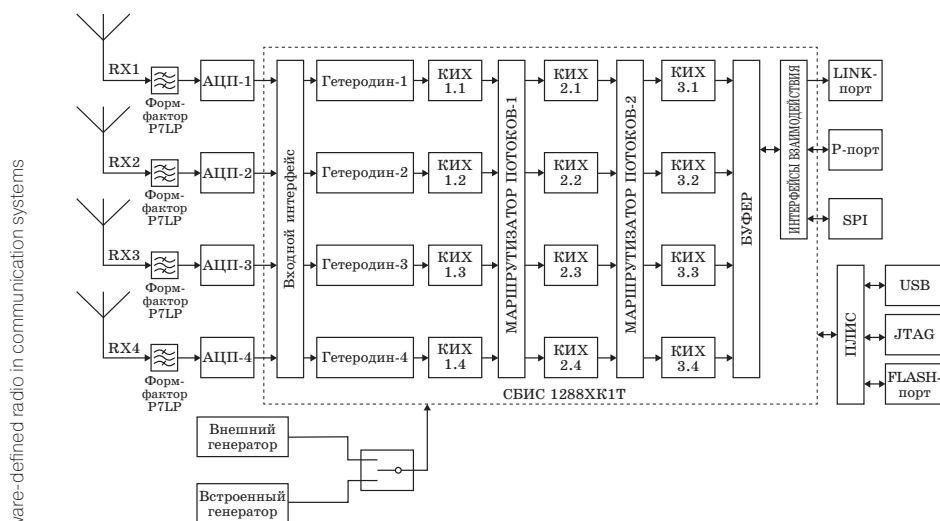 RX1
Форм-
фактор
P7LP
АЦП-1
Гетеродин-1
КИХ
1.1
КИХ
2.1
КИХ
3.1
LINK-
порт
RX2
Форм-
фактор
P7LP
АЦП-2
Гетеродин-2
КИХ
1.2
КИХ
2.2
КИХ
3.2
P-порт
RX3
Форм-
фактор
P7LP
АЦП-3
Гетеродин-3
КИХ
1.3
КИХ
2.3
КИХ
3.3
SPI
RX4
Форм-
фактор
P7LP
АЦП-4
Гетеродин-4
КИХ
1.4
КИХ
2.4
КИХ
3.4
Входной интерфейс
МАРШРУТИЗАТОР ПОТОКОВ-1
МАРШРУТИЗАТОР ПОТОКОВ-2
БУФЕР
ИНТЕРФЕЙСЫ ВЗАИМОДЕЙСТВИЯ
СБИС 1288ХК1Т
ПЛИС
USB
JTAG
FLASH-
порт
Внешний
генератор
Встроенный
генератор
ware-defined radio in communication systems